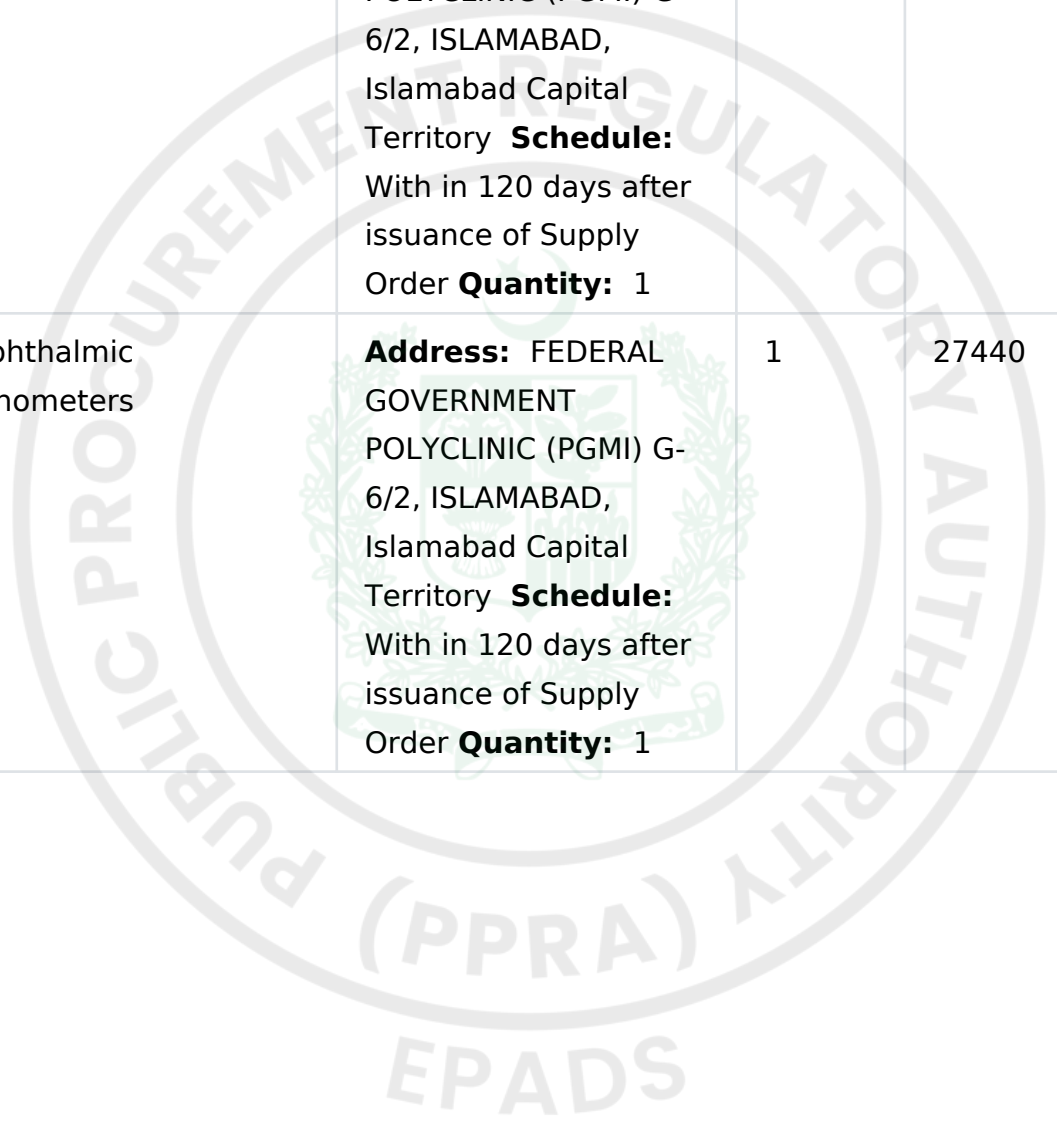 6/2, ISLAMABAD,
Islamabad Capital
Territory Schedule:
With in 120 days after
issuance of Supply
Order Quantity: 1
phthalmic
nometers
Address: FEDERAL
GOVERNMENT
POLYCLINIC (PGMI) G-
6/2, ISLAMABAD,
Islamabad Capital
Territory Schedule:
With in 120 days after
issuance of Supply
Order Quantity: 1
1
27440
PUBLIC PROCUREMENT REGULATORY AUTHORITY
(PPRA)
EPADS